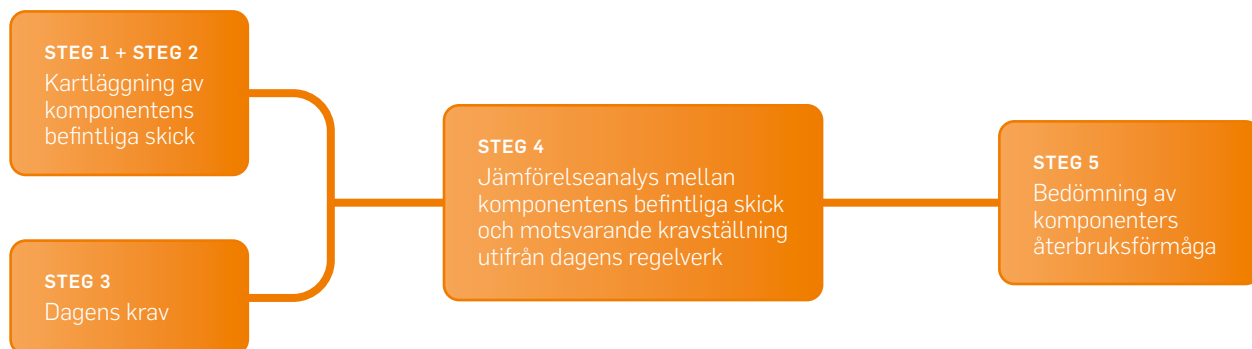 STEG 1 + STEG 2
Kartläggning av
komponentens
befintliga skick
STEG 3
Dagens krav
STEG 4
Jämförelseanalys mellan
komponentens befintliga skick
och motsvarande kravställning
utifrån dagens regelverk
STEG 5
Bedömning av
komponenters
återbruksförmåga